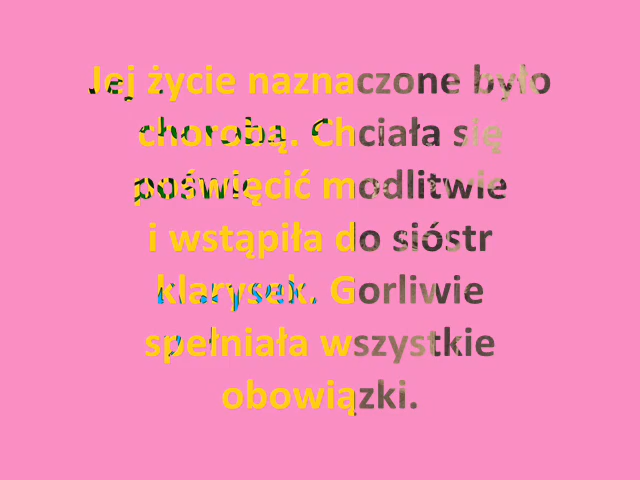 Jej życie naznaczone było
chorobą. Chciała się
poświęcić modlitwie
i wstąpiła do sióstr
klarysek. Gorliwie
spełniała wszystkie
obowiązki.